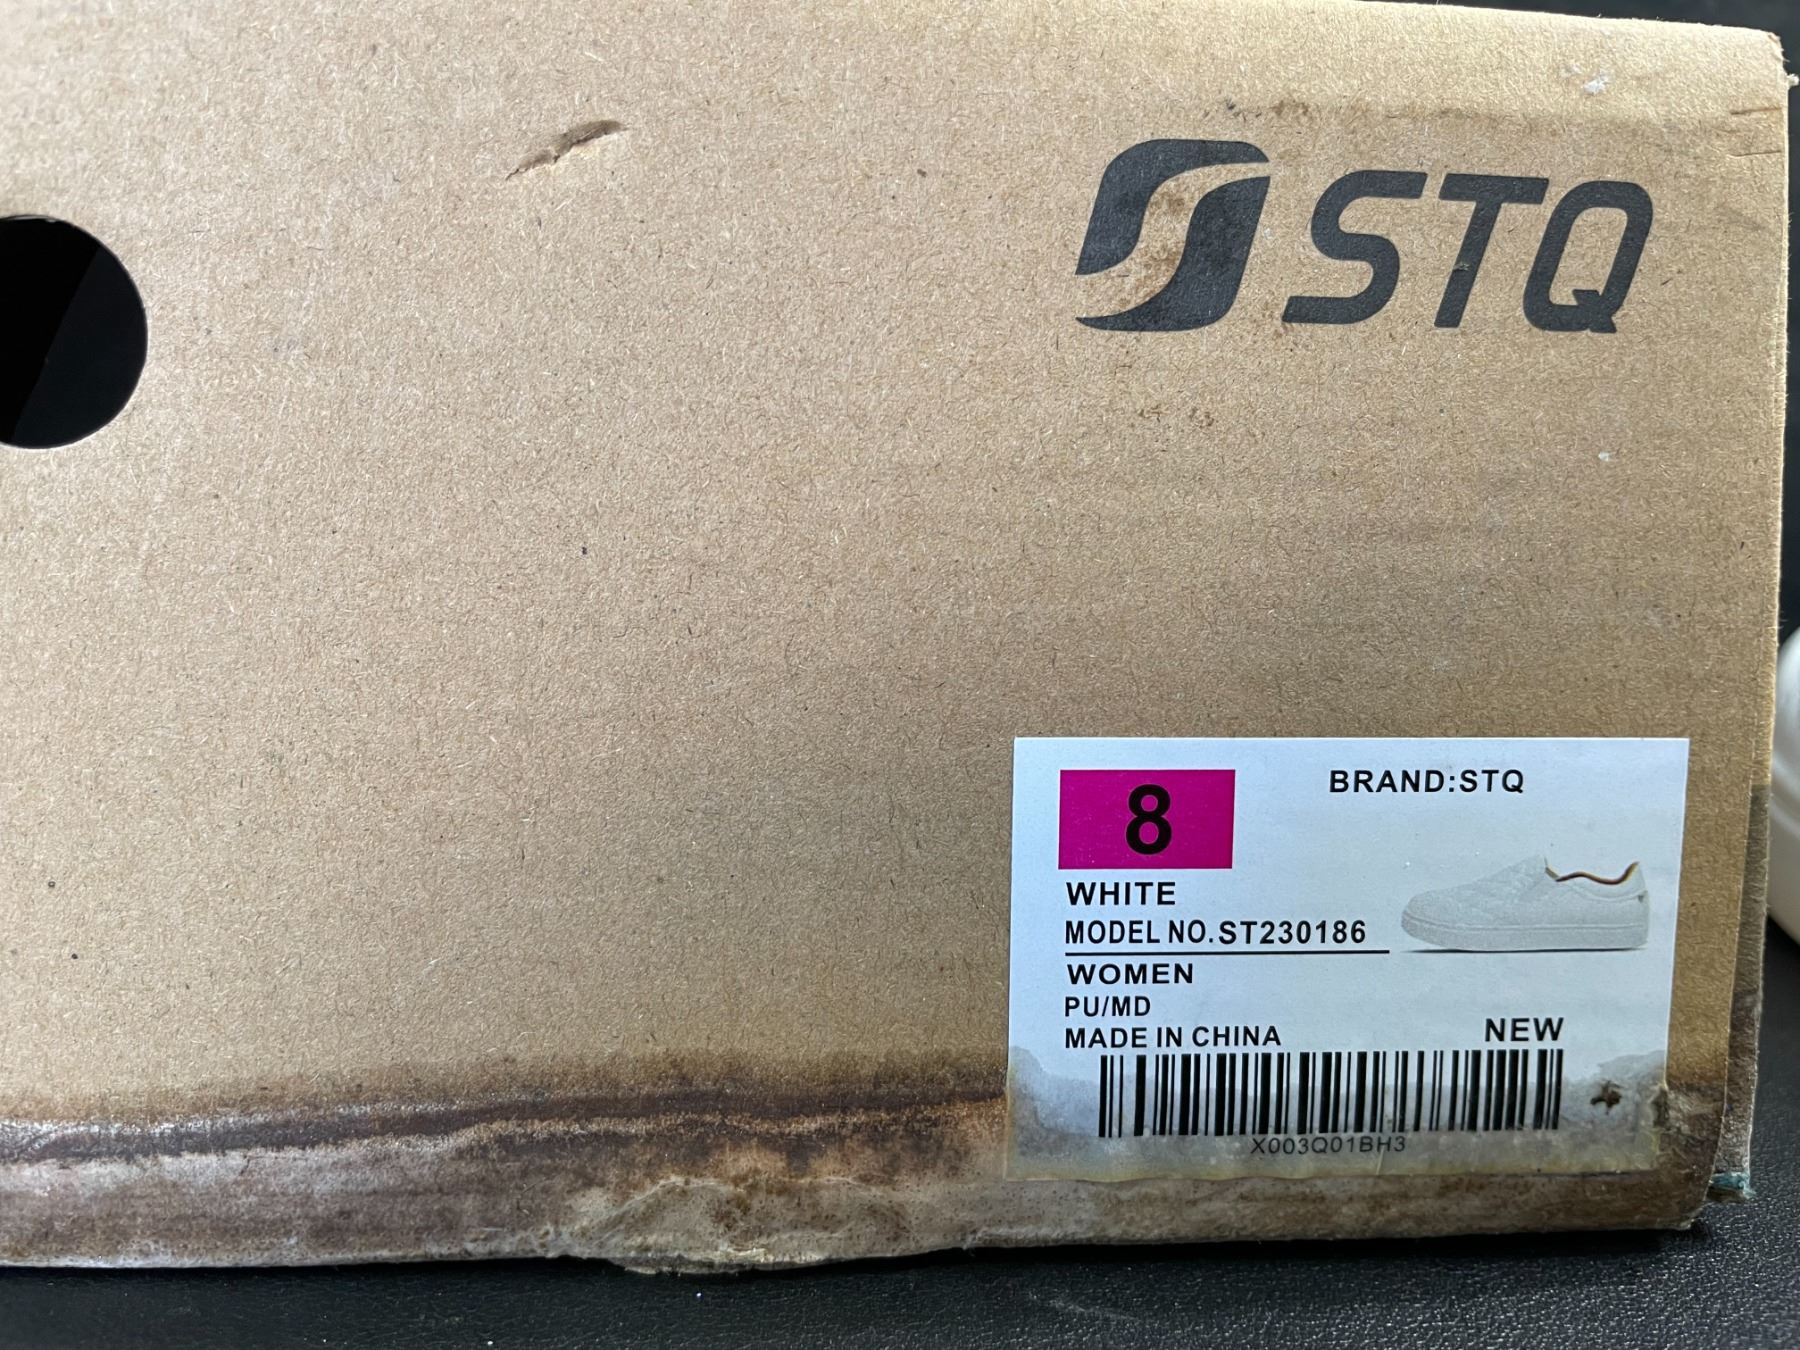 STQ
8
BRAND:STQ
WHITE
MODEL NO.ST230186
WOMEN
PU/MD
MADE IN CHINA
NEW
X003Q01BH3